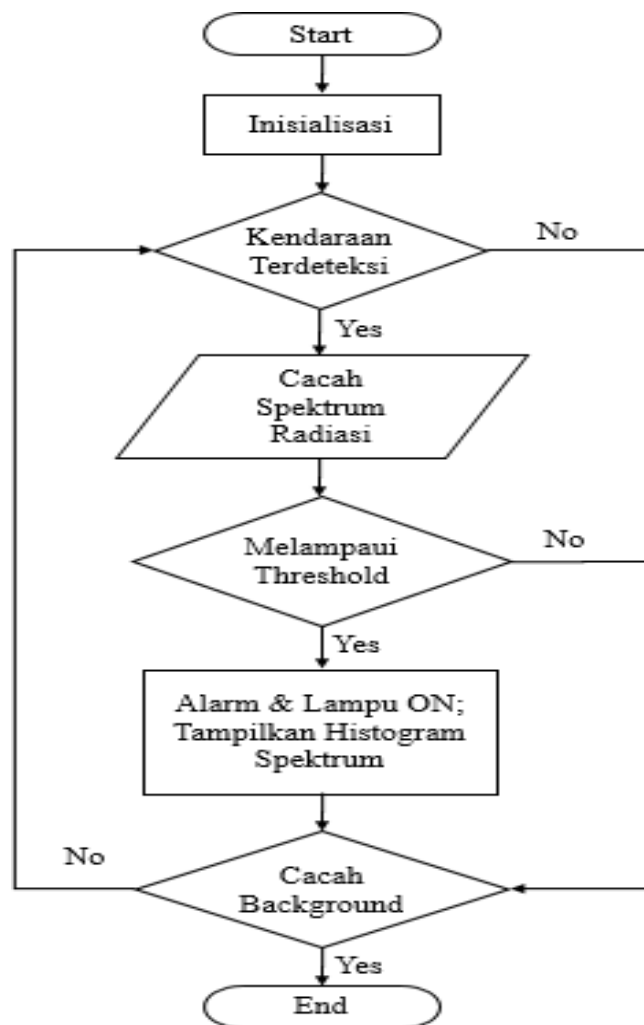 Start
Inisialisasi
Kendaraan
Terdeteksi
No
Yes
Cacah
Spektrum
Radiasi
Melampaui
Threshold
No
Yes
Alarm & Lampu ON;
Tampilkan Histogram
Spektrum
No
Cacah
Background
Yes
End